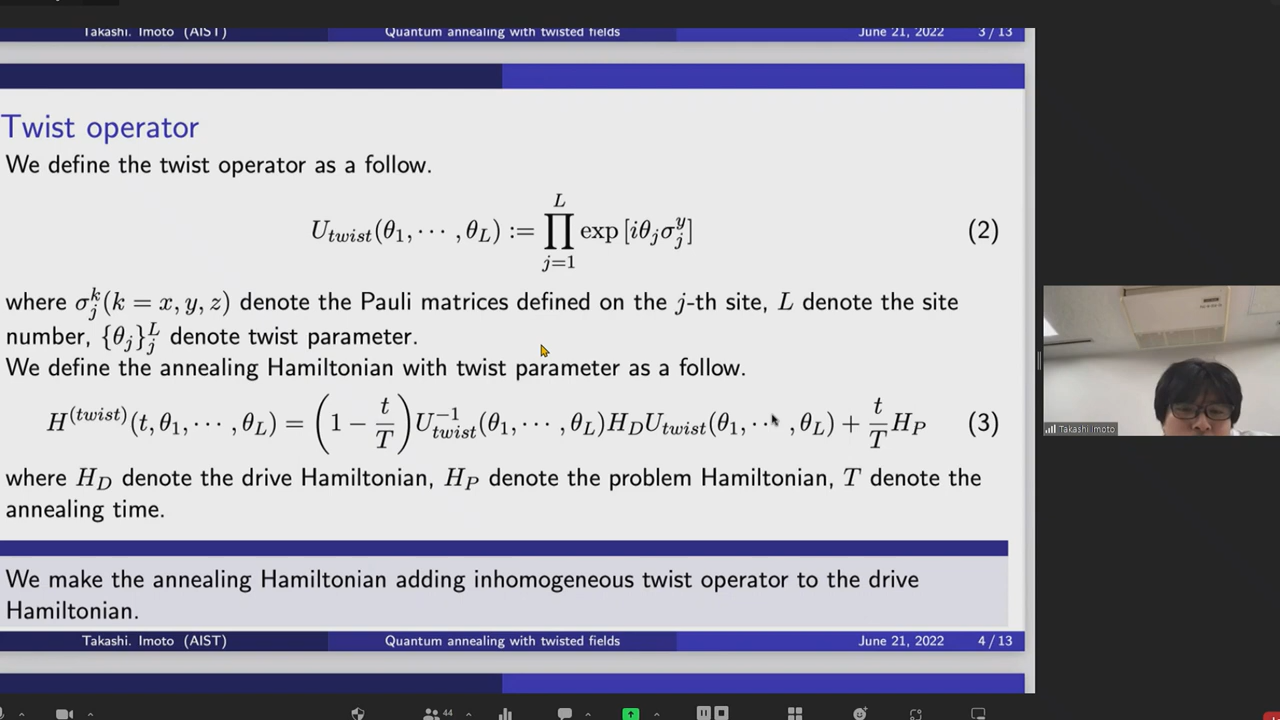 Takashi. Imoto (AIST) Quantum annealing with twisted fields June 21, 2022 3 / 13
Twist operator
We define the twist operator as a follow.
U_{twist}(θ_1, ⋯ , θ_L) := ∏_{j=1}^{L} exp [iθ_jσ_j^y] (2)
where σ_j^k(k = x, y, z) denote the Pauli matrices defined on the j-th site, L denote the site
number, {θ_j}_j^L denote twist parameter.
We define the annealing Hamiltonian with twist parameter as a follow.
H^{(twist)}(t, θ_1, ⋯ , θ_L) = (1 − t/T) U_{twist}^{−1}(θ_1, ⋯ , θ_L)H_DU_{twist}(θ_1, ⋯ , θ_L) + t/T H_P (3)
where H_D denote the drive Hamiltonian, H_P denote the problem Hamiltonian, T denote the
annealing time.
We make the annealing Hamiltonian adding inhomogeneous twist operator to the drive
Hamiltonian.
Takashi. Imoto (AIST) Quantum annealing with twisted fields June 21, 2022 4 / 13
Takashi Imoto
44